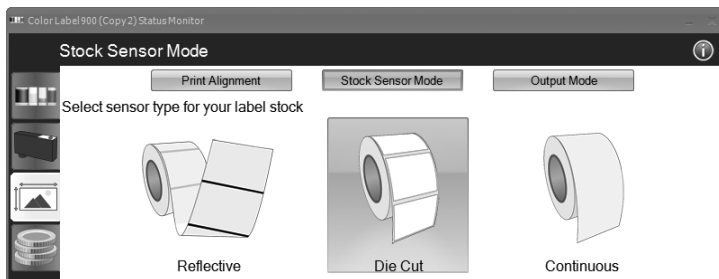 Color Label 900 (Copy 2) Status Monitor
Stock Sensor Mode
Print Alignment Stock Sensor Mode Output Mode
Select sensor type for your label stock
Reflective Die Cut Continuous